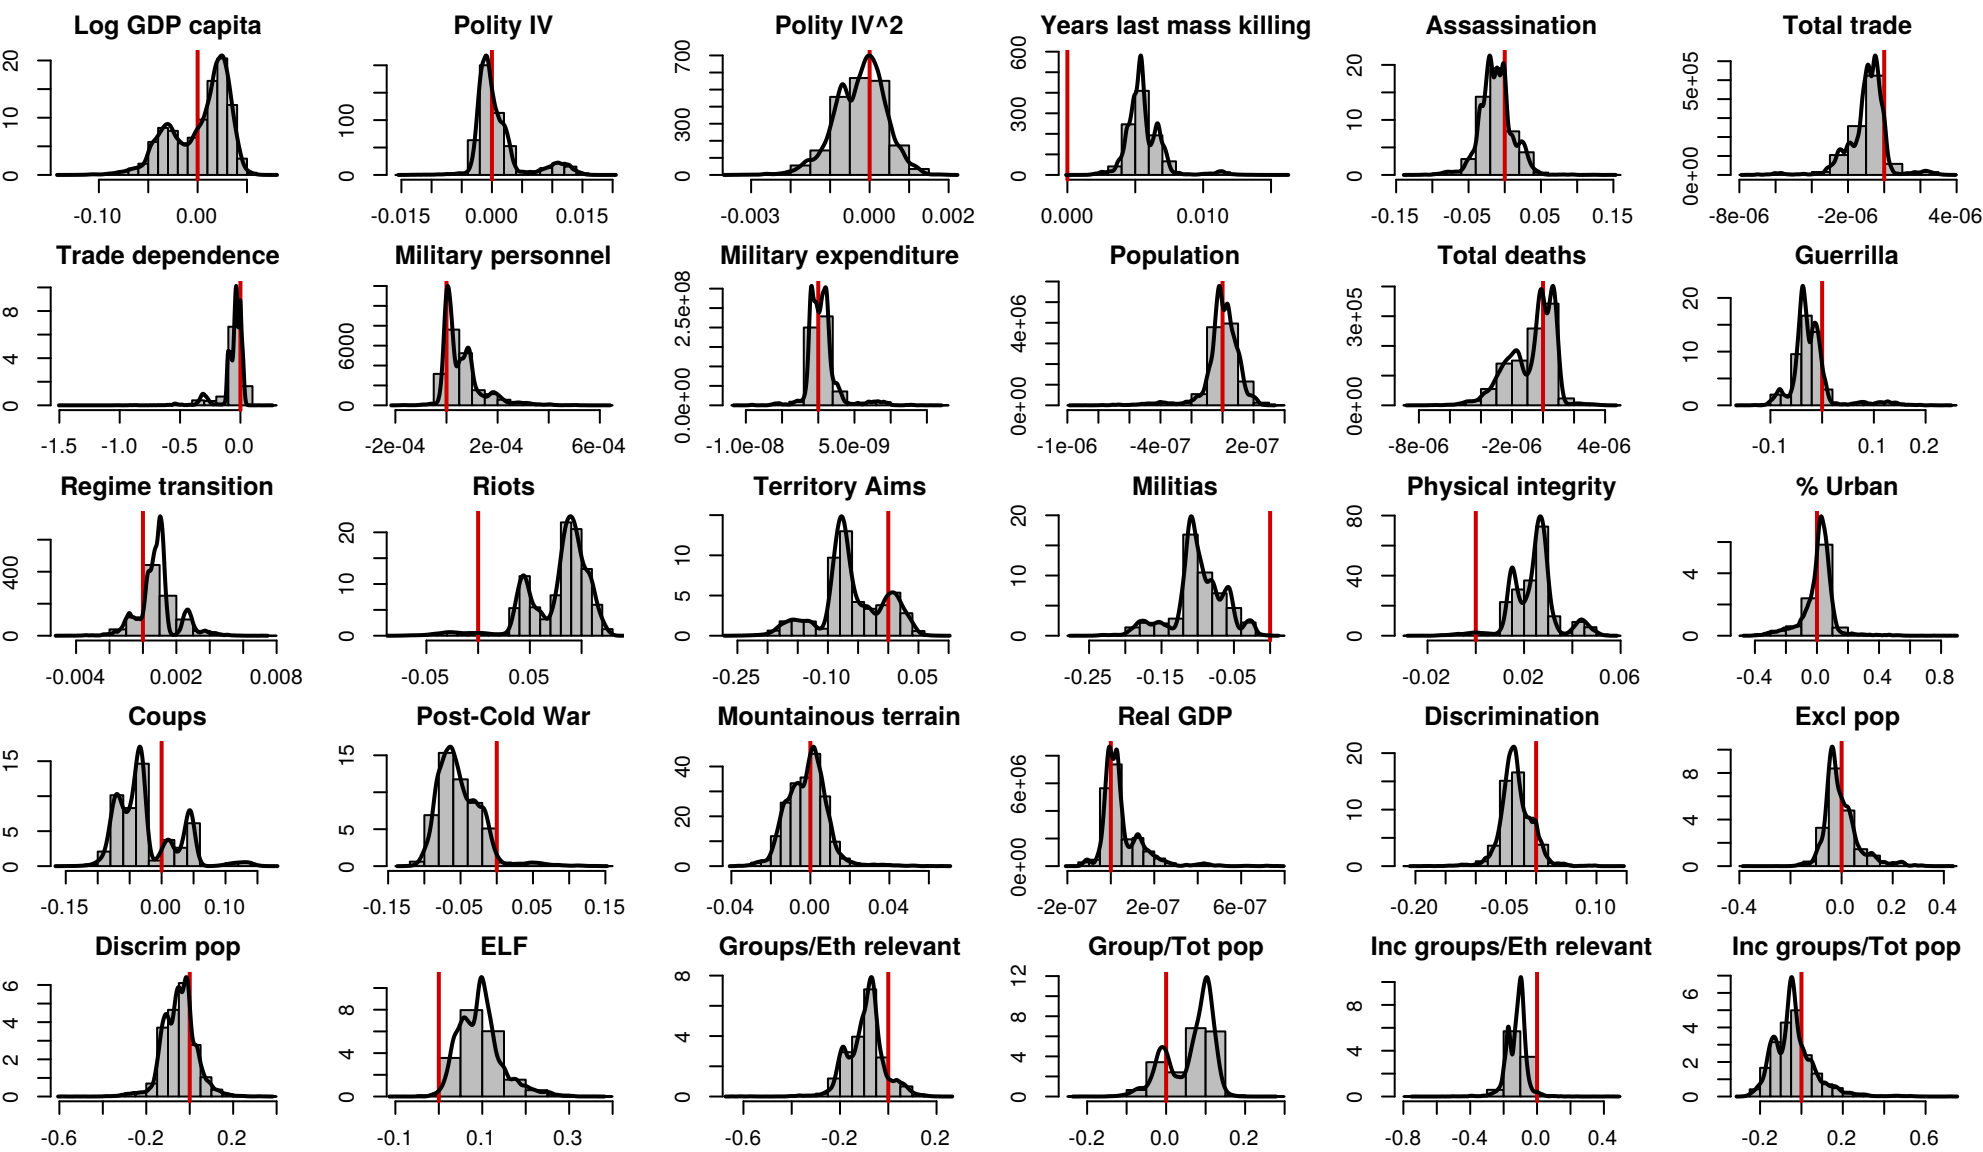 Log GDP capita Polity IV Polity IV^2 Years last mass killing Assassination Total trade
0 10 20 0 100 0 300 700 0 300 600 0 10 20 0e+00 5e+05
-0.10 0.00 -0.015 0.000 0.015 -0.003 0.000 0.002 0.000 0.010 -0.15 -0.05 0.05 0.15 -8e-06 -2e-06 4e-06
Trade dependence Military personnel Military expenditure Population Total deaths Guerrilla
0 4 8 0 6000 0.0e+00 2.5e+08 0e+00 4e+06 0e+00 3e+05 0 10 20
-1.5 -1.0 -0.5 0.0 -2e-04 2e-04 6e-04 -1.0e-08 5.0e-09 -1e-06 -4e-07 2e-07 -8e-06 -2e-06 4e-06 -0.1 0.1 0.2
Regime transition Riots Territory Aims Militias Physical integrity % Urban
0 400 0 10 20 0 5 10 0 10 20 0 40 80 0 4
-0.004 0.002 0.008 -0.05 0.05 -0.25 -0.10 0.05 -0.25 -0.15 -0.05 -0.02 0.02 0.06 -0.4 0.0 0.4 0.8
Coups Post-Cold War Mountainous terrain Real GDP Discrimination Excl pop
0 5 15 0 5 15 0 20 40 0e+00 6e+06 0 10 20 0 4 8
-0.15 0.00 0.10 -0.15 -0.05 0.05 0.15 -0.04 0.00 0.04 -2e-07 2e-07 6e-07 -0.20 -0.05 0.10 -0.4 0.0 0.2 0.4
Discrim pop ELF Groups/Eth relevant Group/Tot pop Inc groups/Eth relevant Inc groups/Tot pop
0 2 4 6 0 4 8 0 4 8 0 4 8 12 0 4 8 0 2 4 6
-0.6 -0.2 0.2 -0.1 0.1 0.3 -0.6 -0.2 0.2 -0.2 0.0 0.2 -0.8 -0.4 0.0 0.4 -0.2 0.2 0.6